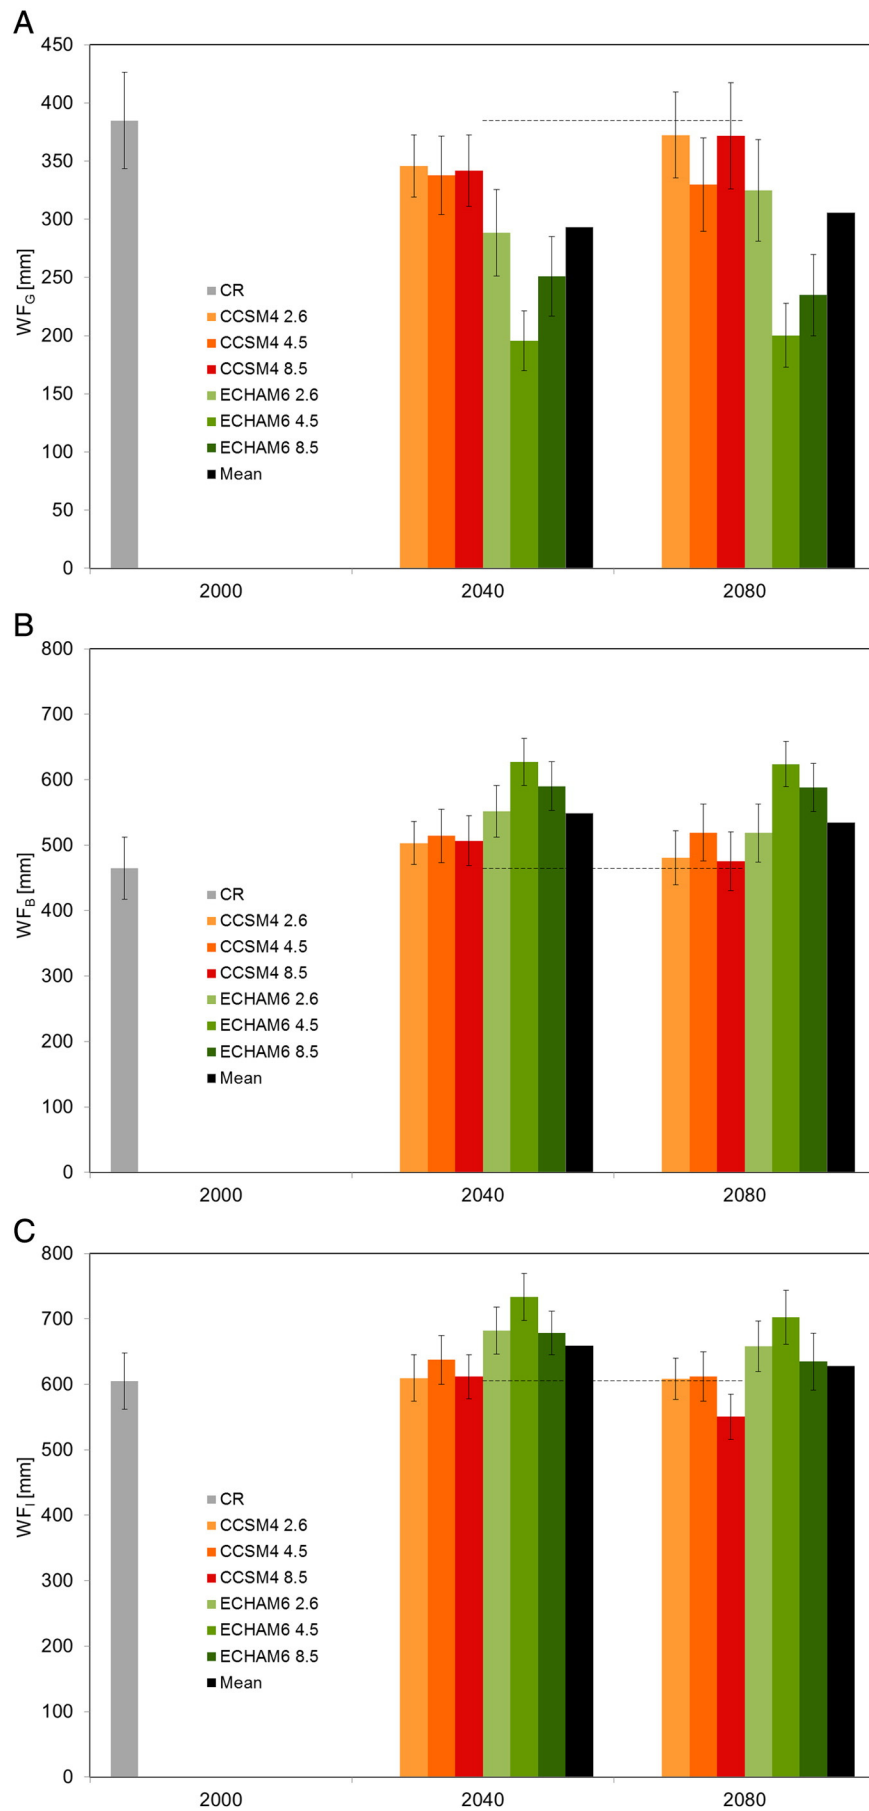 A
450
400
350
300
250
200
150
100
50
0
WF_G [mm]
CR
CCSM4 2.6
CCSM4 4.5
CCSM4 8.5
ECHAM6 2.6
ECHAM6 4.5
ECHAM6 8.5
Mean
2000 2040 2080
B
800
700
600
500
400
300
200
100
0
WF_B [mm]
CR
CCSM4 2.6
CCSM4 4.5
CCSM4 8.5
ECHAM6 2.6
ECHAM6 4.5
ECHAM6 8.5
Mean
2000 2040 2080
C
800
700
600
500
400
300
200
100
0
WF_I [mm]
CR
CCSM4 2.6
CCSM4 4.5
CCSM4 8.5
ECHAM6 2.6
ECHAM6 4.5
ECHAM6 8.5
Mean
2000 2040 2080